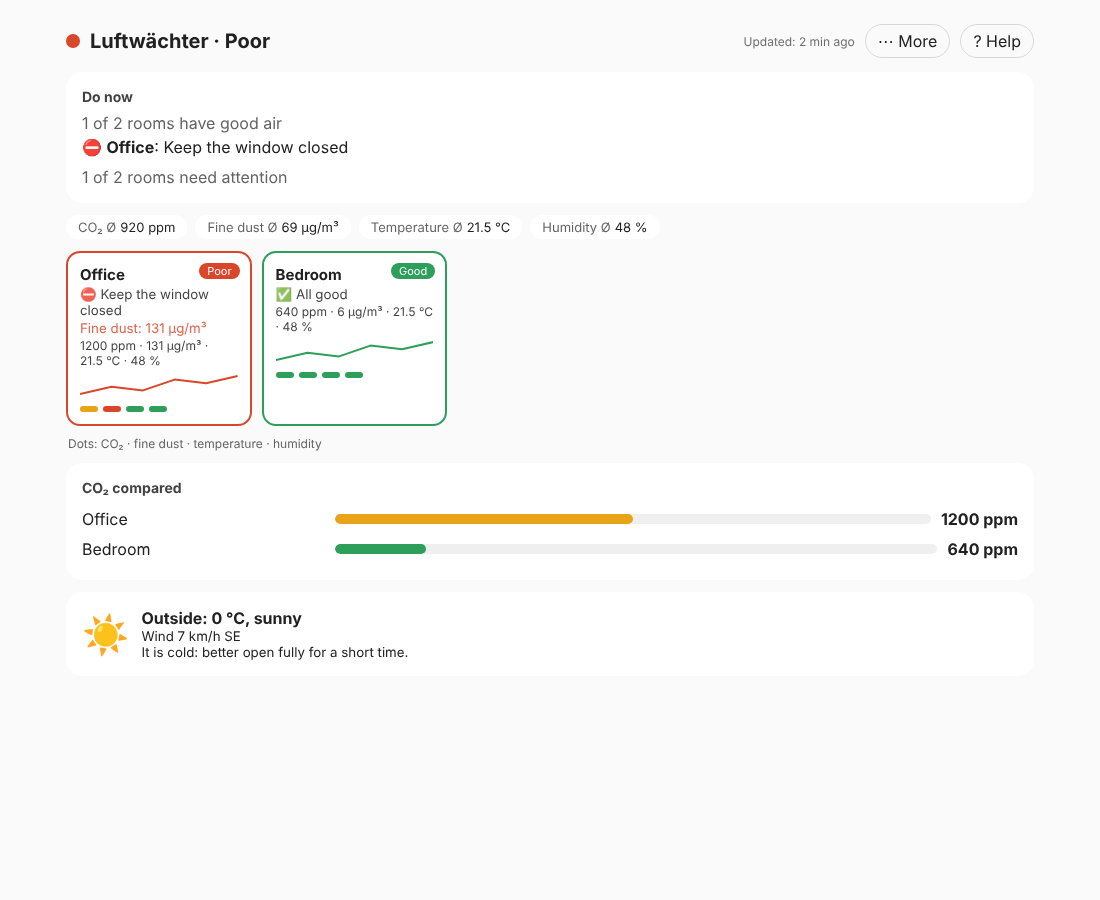 Luftwächter · Poor
Updated: 2 min ago
··· More
? Help
Do now
1 of 2 rooms have good air
⛔ Office: Keep the window closed
1 of 2 rooms need attention
CO₂ Ø 920 ppm
Fine dust Ø 69 µg/m³
Temperature Ø 21.5 °C
Humidity Ø 48 %
Office
Poor
⛔ Keep the window
closed
Fine dust: 131 µg/m³
1200 ppm · 131 µg/m³ ·
21.5 °C · 48 %
Bedroom
Good
✅ All good
640 ppm · 6 µg/m³ · 21.5 °C
· 48 %
Dots: CO₂ · fine dust · temperature · humidity
CO₂ compared
Office
1200 ppm
Bedroom
640 ppm
Outside: 0 °C, sunny
Wind 7 km/h SE
It is cold: better open fully for a short time.